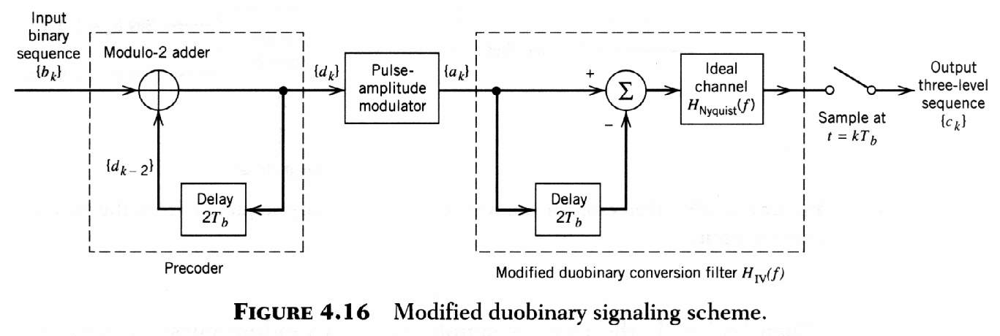 Input
binary
sequence
{b_k}
Modulo-2 adder
{d_k}
Pulse-
amplitude
modulator
{a_k}
+
Σ
−
Ideal
channel
H_Nyquist(f)
Sample at
t = kT_b
Output
three-level
sequence
{c_k}
{d_{k-2}}
Delay
2T_b
Delay
2T_b
Precoder
Modified duobinary conversion filter H_IV(f)
FIGURE 4.16 Modified duobinary signaling scheme.